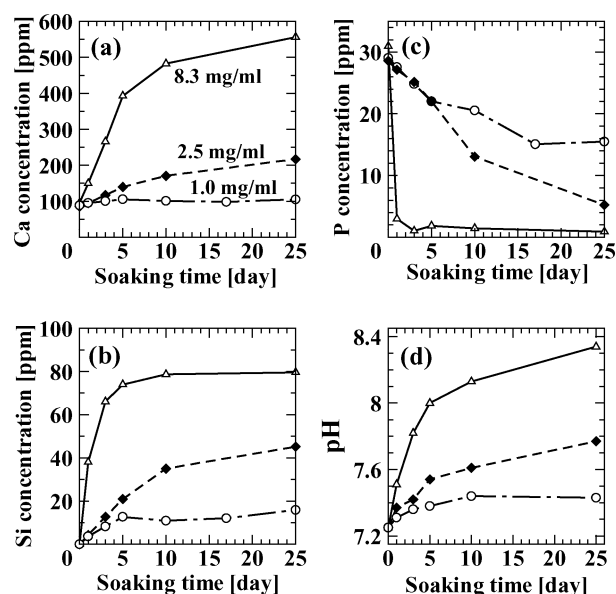 600
500
400
300
200
100
0
0 5 10 15 20 25
Ca concentration [ppm]
Soaking time [day]
(a)
8.3 mg/ml
2.5 mg/ml
1.0 mg/ml
40
30
20
10
0 5 10 15 20 25
P concentration [ppm]
Soaking time [day]
(c)
100
80
60
40
20
0
0 5 10 15 20 25
Si concentration [ppm]
Soaking time [day]
(b)
8.4
8
7.6
7.2
0 5 10 15 20 25
pH
Soaking time [day]
(d)